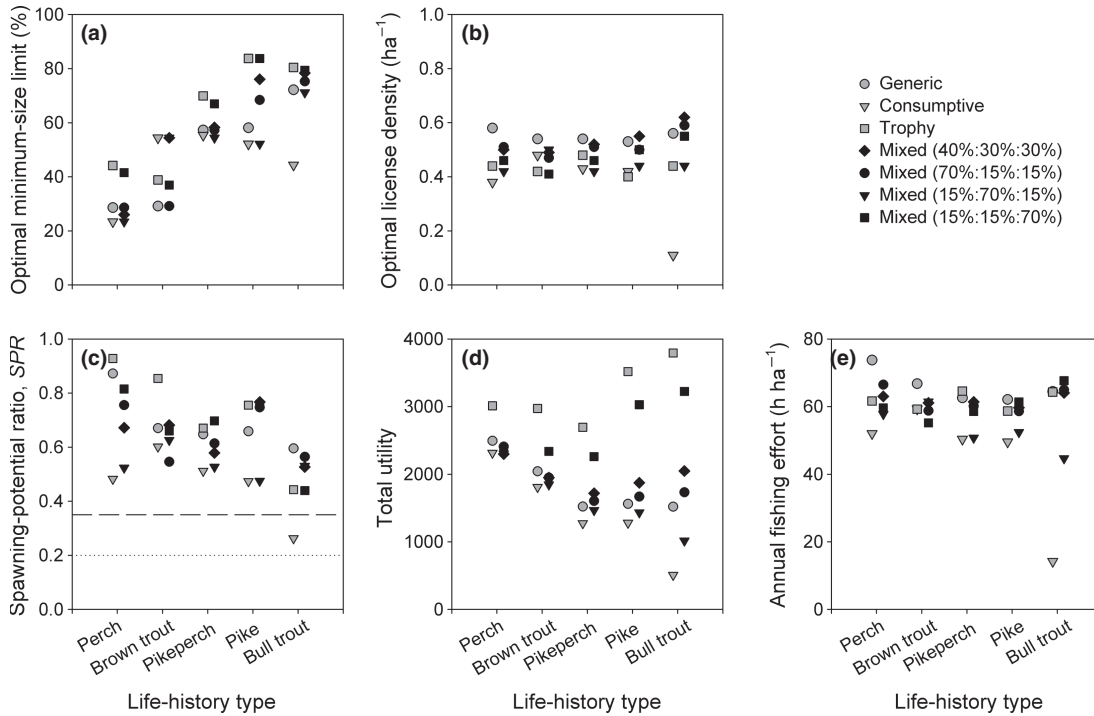 (a)
Optimal minimum-size limit (%)
100
80
60
40
20
0
(b)
Optimal license density (ha⁻¹)
1.0
0.8
0.6
0.4
0.2
0.0
Generic
Consumptive
Trophy
Mixed (40%:30%:30%)
Mixed (70%:15%:15%)
Mixed (15%:70%:15%)
Mixed (15%:15%:70%)
(c)
Spawning-potential ratio, SPR
1.0
0.8
0.6
0.4
0.2
0.0
Perch
Brown trout
Pikeperch
Pike
Bull trout
Life-history type
(d)
Total utility
4000
3000
2000
1000
0
Perch
Brown trout
Pikeperch
Pike
Bull trout
Life-history type
(e)
Annual fishing effort (h ha⁻¹)
80
60
40
20
0
Perch
Brown trout
Pikeperch
Pike
Bull trout
Life-history type